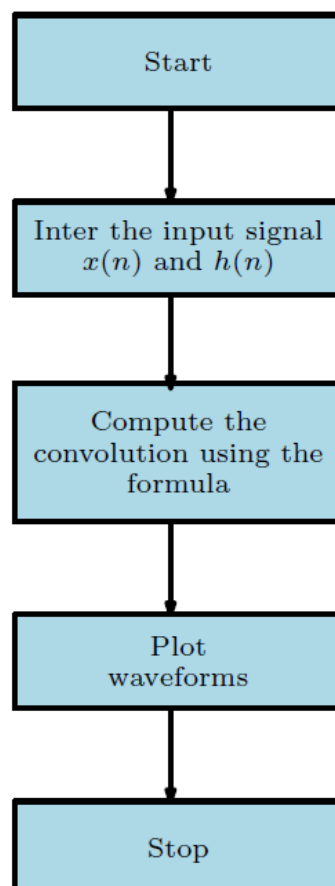 Start
Inter the input signal
x(n) and h(n)
Compute the
convolution using the
formula
Plot
waveforms
Stop